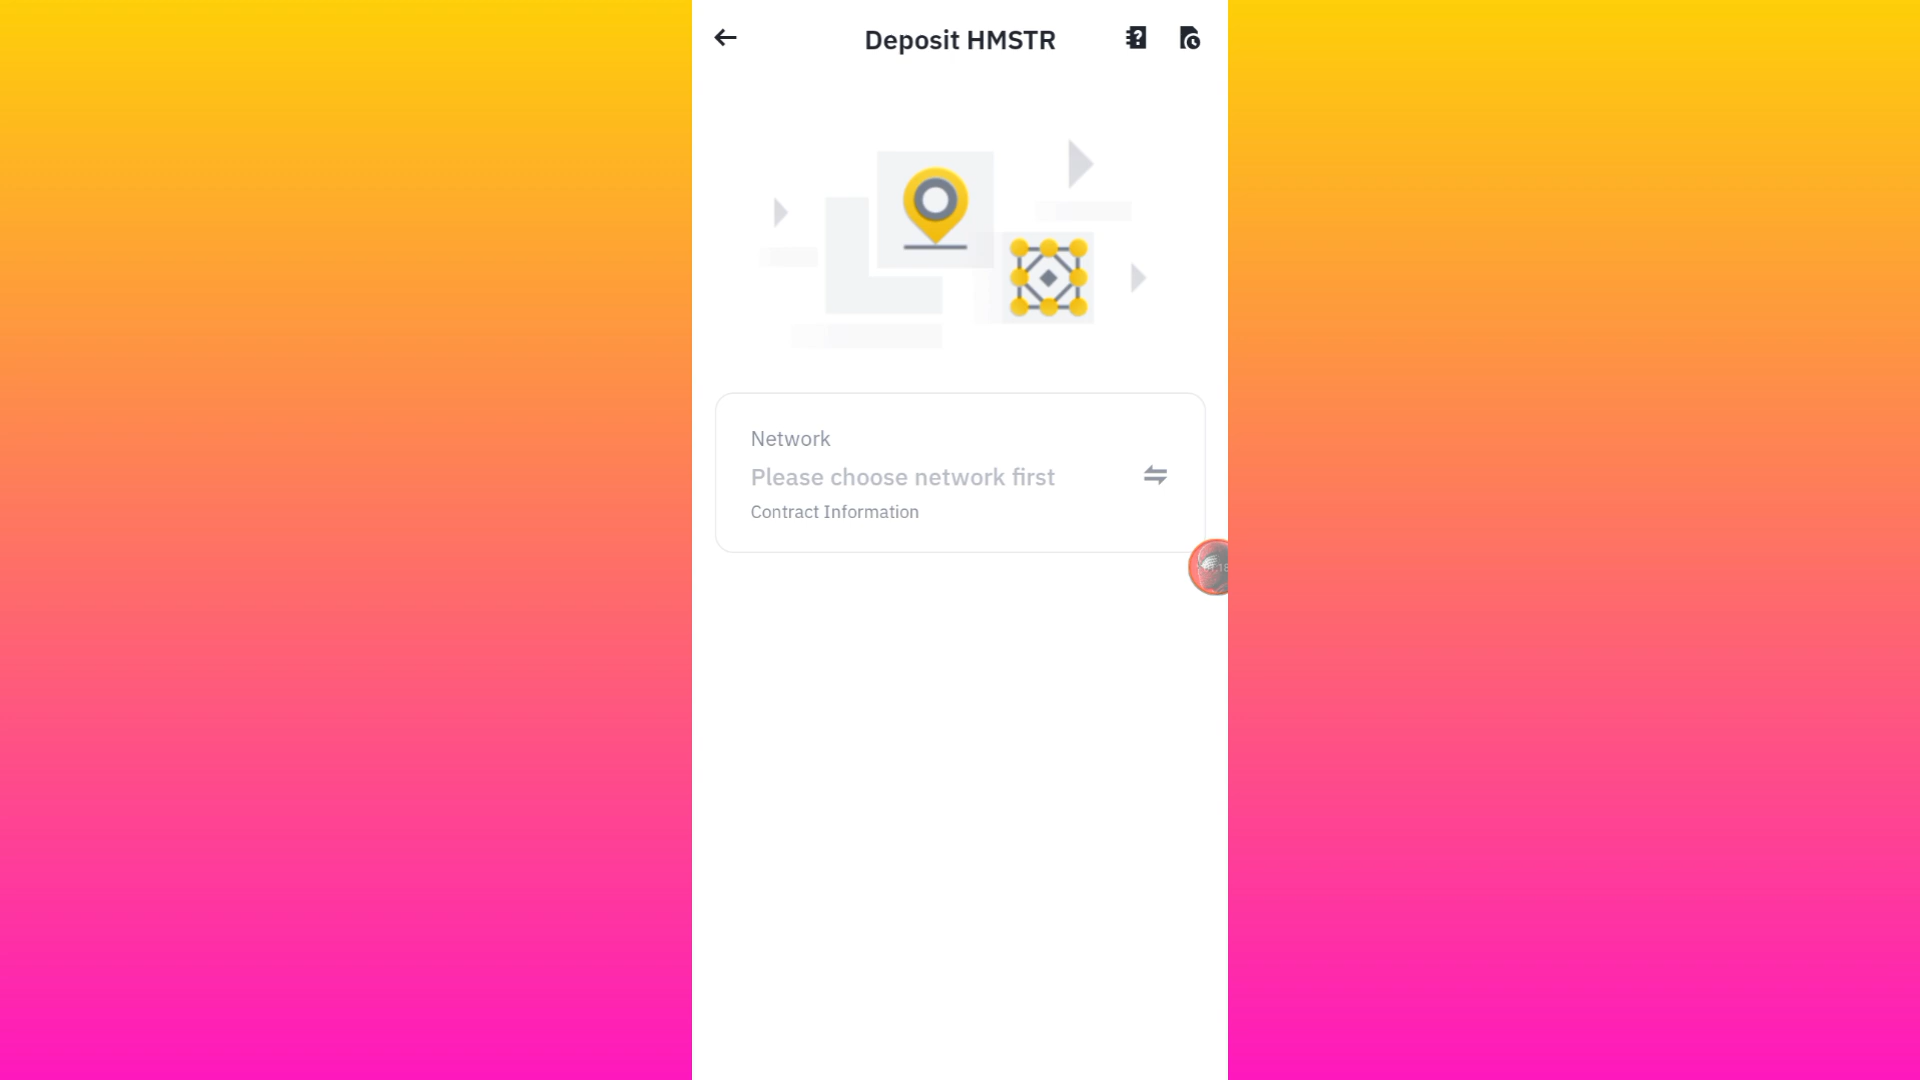 Deposit HMSTR
Network
Please choose network first
Contract Information